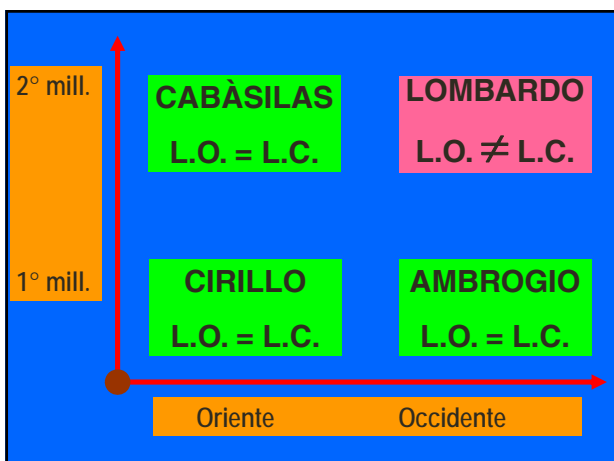 2° mill.
CABÀSILAS
L.O. = L.C.
LOMBARDO
L.O. ≠ L.C.
1° mill.
CIRILLO
L.O. = L.C.
AMBROGIO
L.O. = L.C.
Oriente Occidente